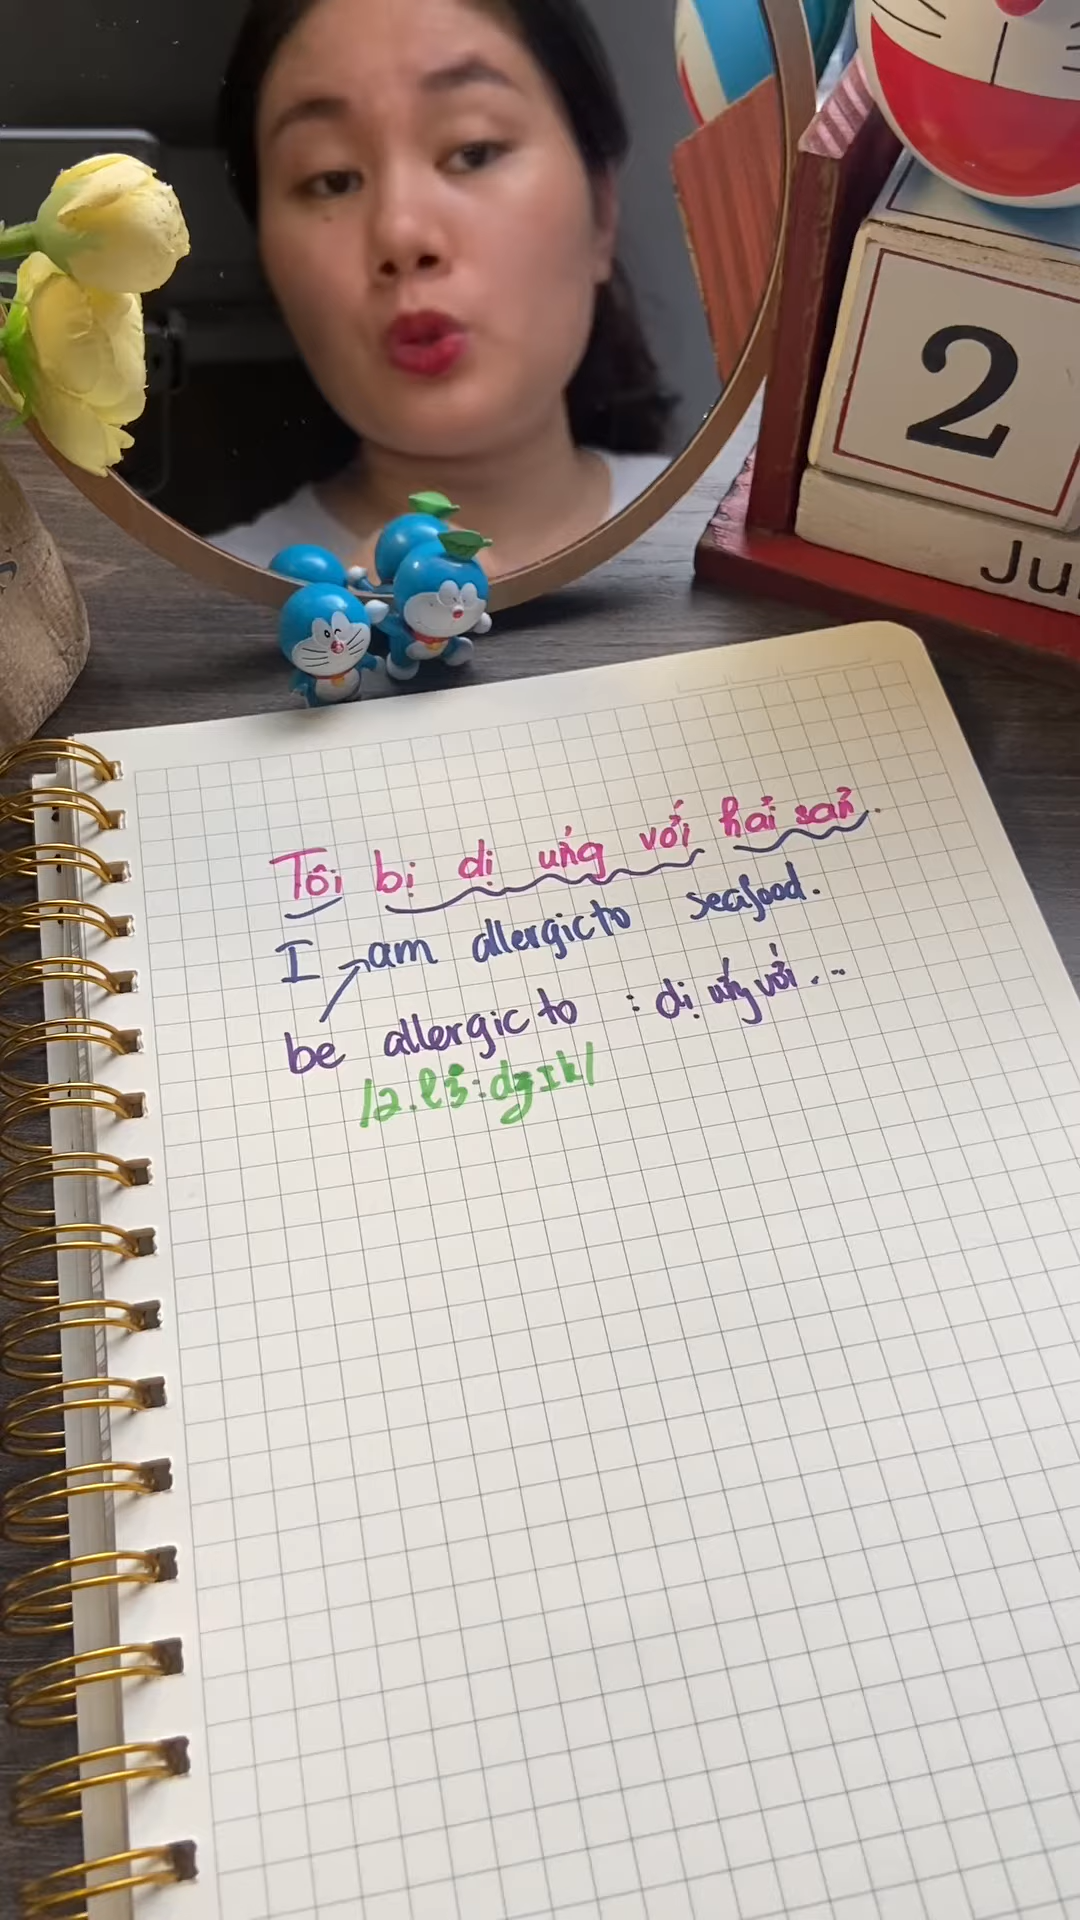 2
Ju
Tôi bị dị ứng với hải sản.
I am allergic to seafood.
be allergic to : dị ứng với...
/ə.lɜ:dʒɪk/